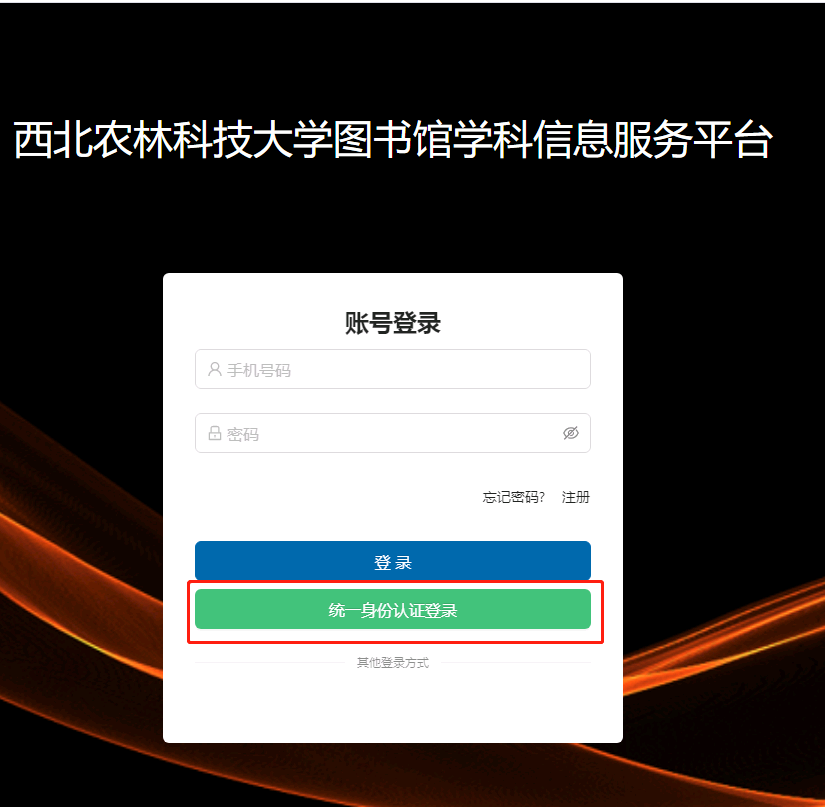 西北农林科技大学图书馆学科信息服务平台
账号登录
手机号码
密码
忘记密码? 注册
登 录
统一身份认证登录
其他登录方式